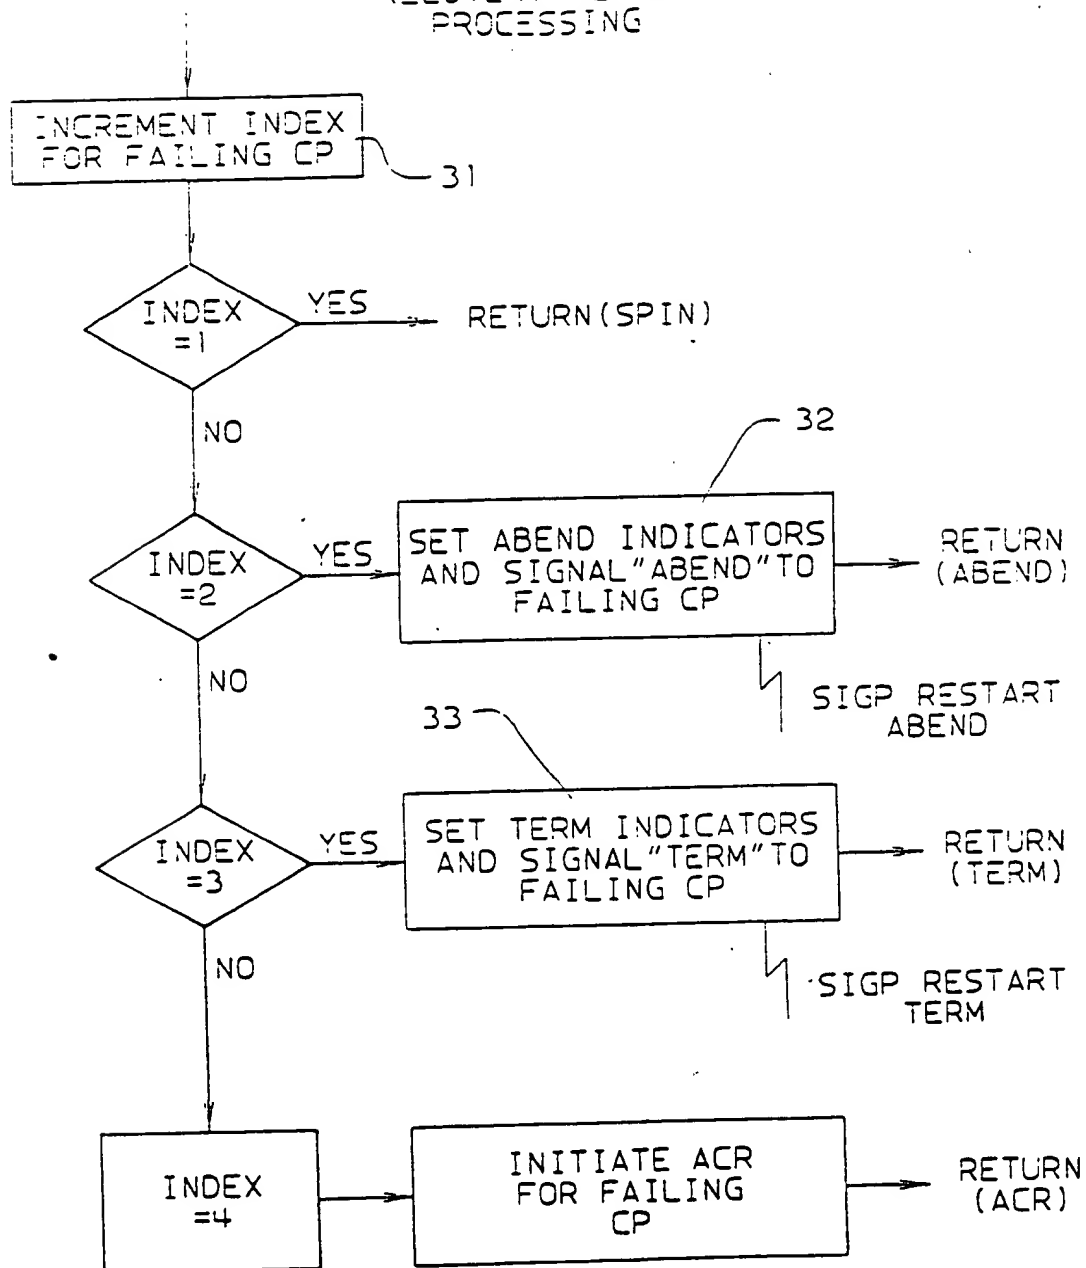 PROCESSING
INCREMENT INDEX
FOR FAILING CP
31
INDEX
=1
YES
RETURN(SPIN)
NO
32
INDEX
=2
YES
SET ABEND INDICATORS
AND SIGNAL"ABEND"TO
FAILING CP
RETURN
(ABEND)
NO
SIGP RESTART
ABEND
33
INDEX
=3
YES
SET TERM INDICATORS
AND SIGNAL"TERM"TO
FAILING CP
RETURN
(TERM)
NO
SIGP RESTART
TERM
INDEX
=4
INITIATE ACR
FOR FAILING
CP
RETURN
(ACR)